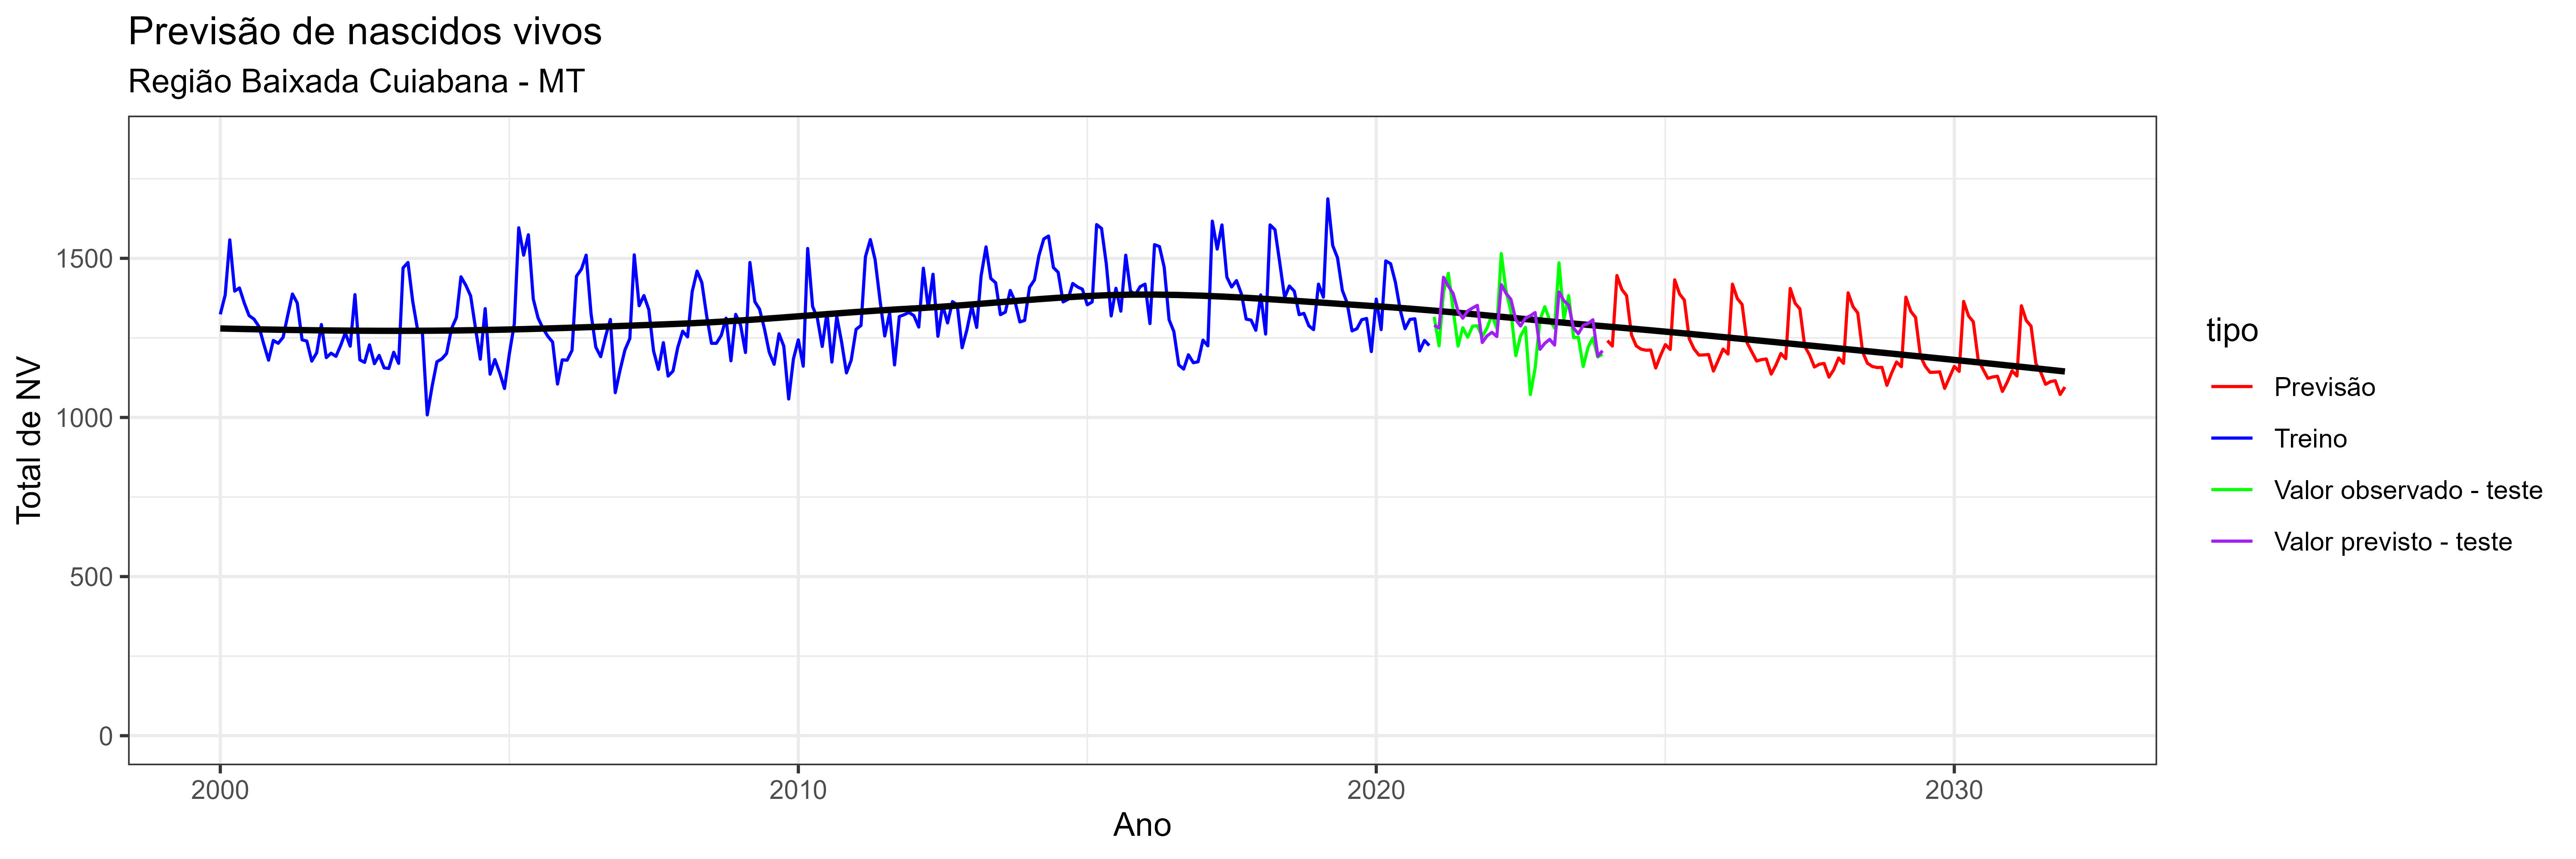 Previsão de nascidos vivos
Região Baixada Cuiabana - MT
Total de NV
1500
1000
500
0
2000
2010
2020
2030
Ano
tipo
Previsão
Treino
Valor observado - teste
Valor previsto - teste